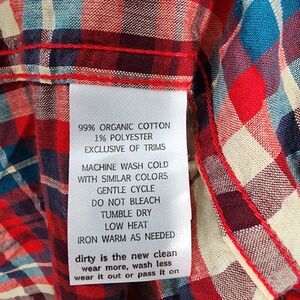 99% ORGANIC COTTON
1% POLYESTER
EXCLUSIVE OF TRIMS
MACHINE WASH COLD
WITH SIMILAR COLORS
GENTLE CYCLE
DO NOT BLEACH
TUMBLE DRY
LOW HEAT
IRON WARM AS NEEDED
dirty is the new clean
wear more, wash less
wear it out or pass it on